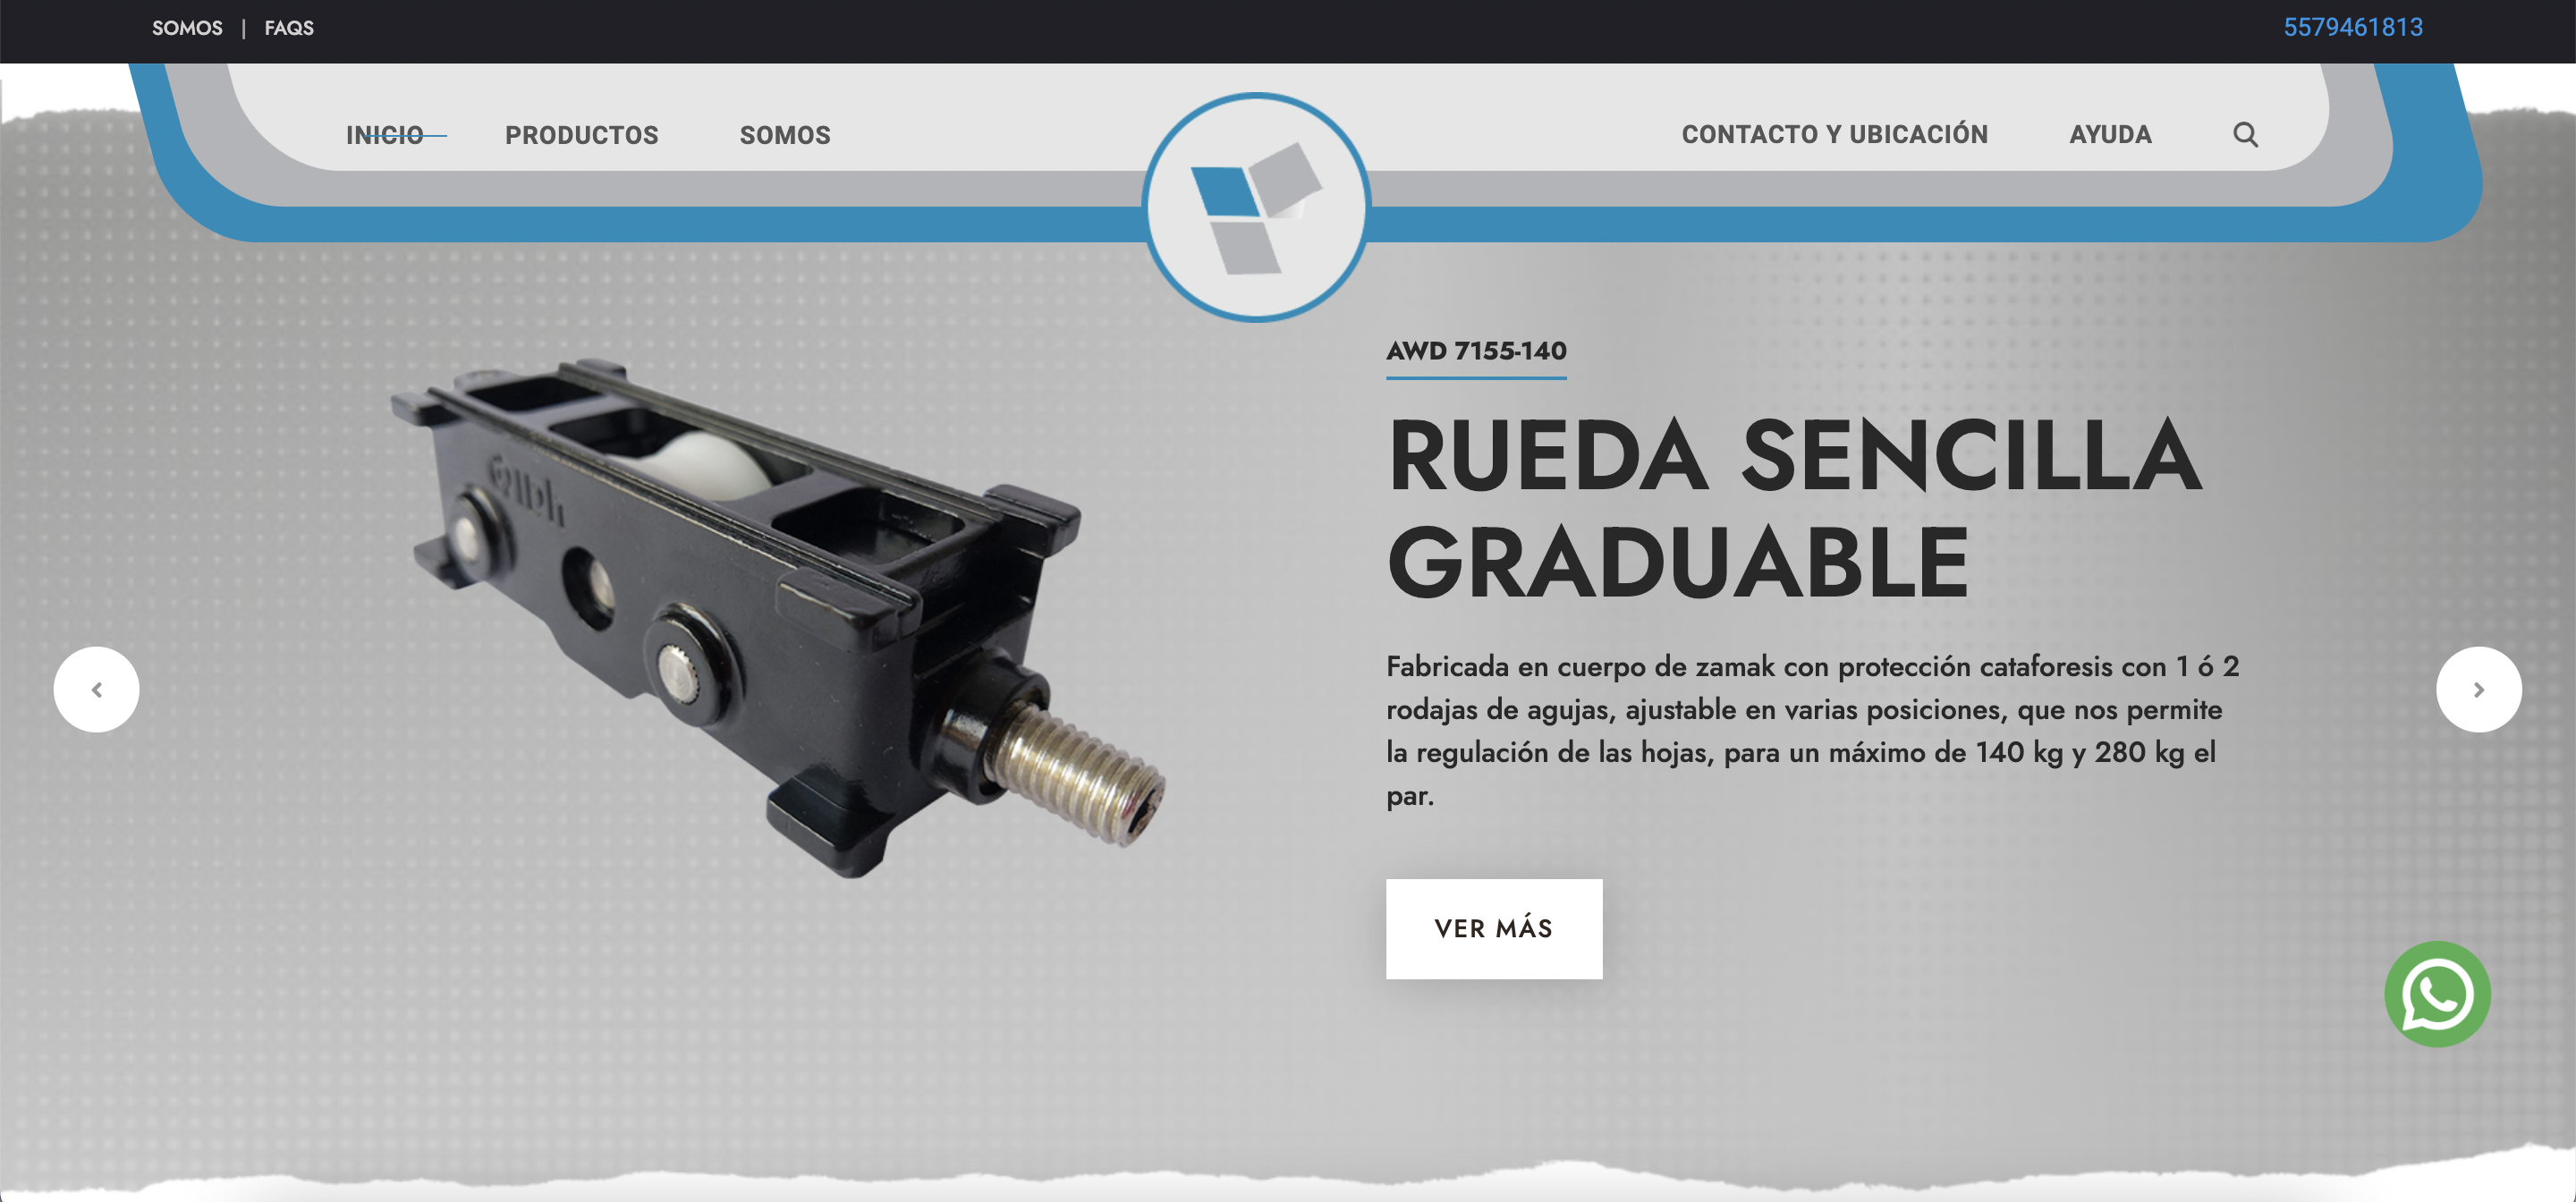 SOMOS | FAQS
5579461813
INICIO
PRODUCTOS
SOMOS
CONTACTO Y UBICACIÓN
AYUDA
AWD 7155-140
RUEDA SENCILLA
GRADUABLE
Fabricada en cuerpo de zamak con protección cataforesis con 1 ó 2
rodajas de agujas, ajustable en varias posiciones, que nos permite
la regulación de las hojas, para un máximo de 140 kg y 280 kg el
par.
VER MÁS